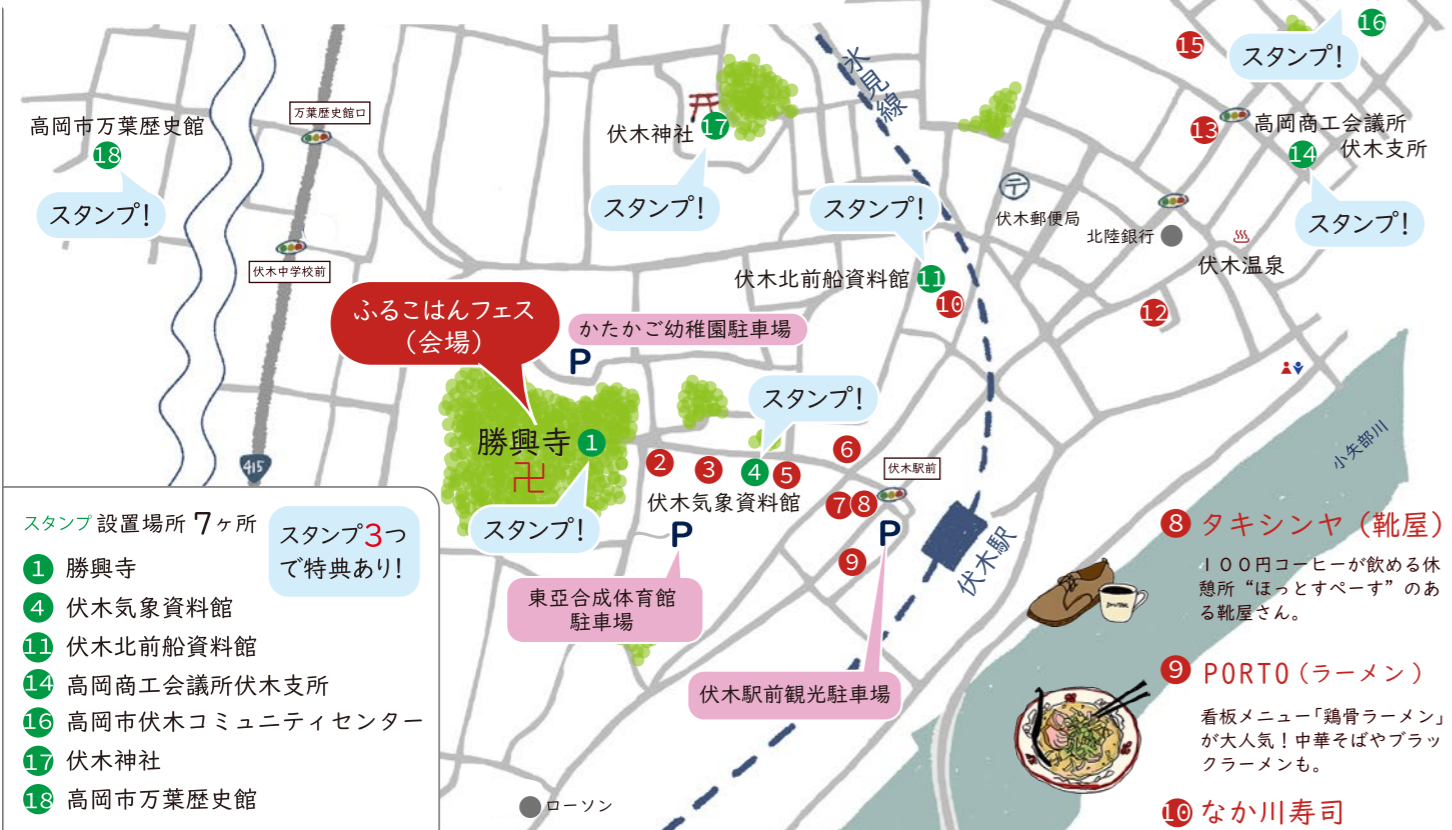 16
15
スタンプ!
氷見線
万葉歴史館口
高岡市万葉歴史館
18
スタンプ!
伏木神社
17
スタンプ!
13
高岡商工会議所
伏木支所
14
スタンプ!
伏木郵便局
北陸銀行
伏木温泉
スタンプ!
伏木北前船資料館
11
10
12
伏木中学校前
ふるこはんフェス
(会場)
かたかご幼稚園駐車場
P
スタンプ!
勝興寺
1
卍
スタンプ!
2
3
4
5
6
伏木気象資料館
P
東亞合成体育館
駐車場
伏木駅前
7
8
P
9
伏木駅
伏木駅前観光駐車場
小矢部川
415
ローソン
スタンプ 設置場所 7ヶ所
スタンプ3つ
で特典あり!
1 勝興寺
4 伏木気象資料館
11 伏木北前船資料館
14 高岡商工会議所伏木支所
16 高岡市伏木コミュニティセンター
17 伏木神社
18 高岡市万葉歴史館
8 タキシンヤ(靴屋)
100円コーヒーが飲める休
憩所“ほっとすぺーす”のあ
る靴屋さん。
9 PORTO(ラーメン)
看板メニュー「鶏骨ラーメン」
が大人気!中華そばやブラッ
クラーメンも。
10 なか川寿司